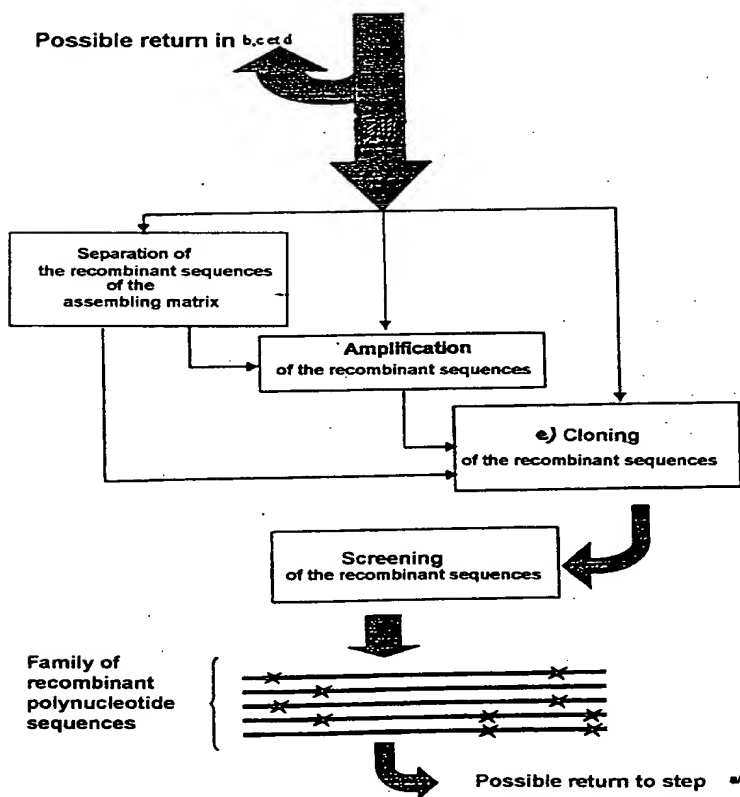 Possible return in b,c et d
Separation of
the recombinant sequences
of the
assembling matrix
Amplification
of the recombinant sequences
e) Cloning
of the recombinant sequences
Screening
of the recombinant sequences
Family of
recombinant
polynucleotide
sequences
Possible return to step